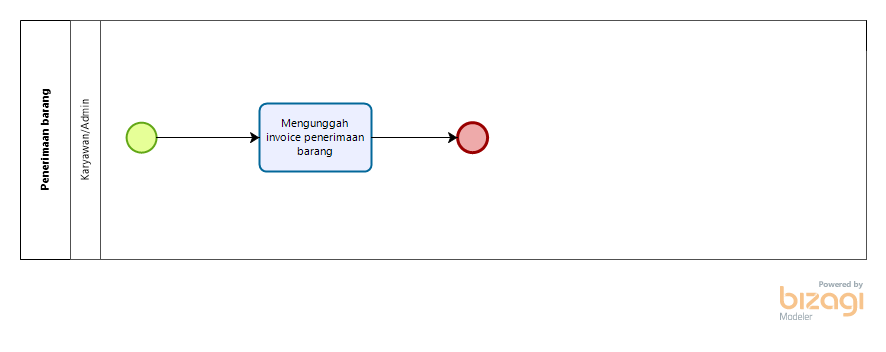 Penerimaan barang
Karyawan/Admin
Mengunggah
invoice penerimaan
barang
Powered by
bizagi
Modeler